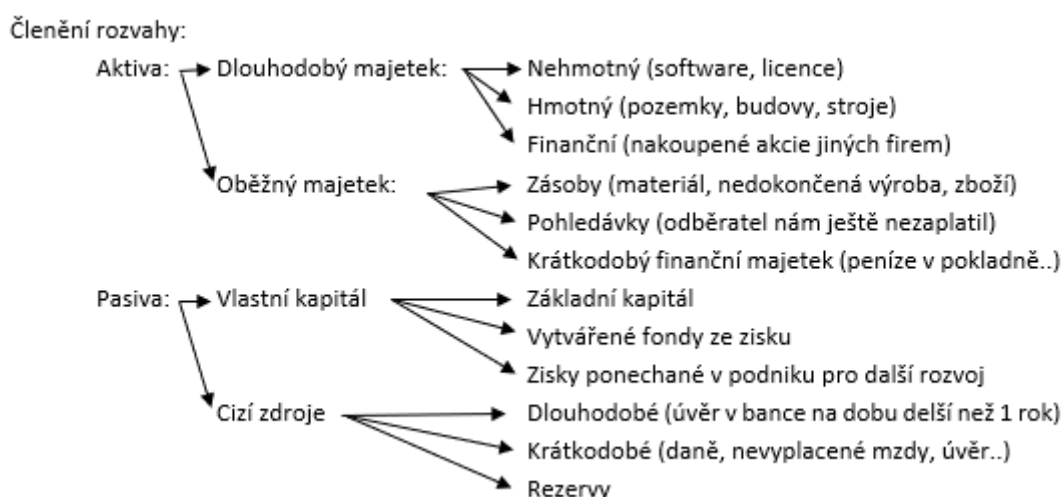 Členění rozvahy:
Aktiva: Dlouhodobý majetek: Nehmotný (software, licence)
Hmotný (pozemky, budovy, stroje)
Finanční (nakoupené akcie jiných firem)
Oběžný majetek: Zásoby (materiál, nedokončená výroba, zboží)
Pohledávky (odběratel nám ještě nezaplatil)
Krátkodobý finanční majetek (peníze v pokladně..)
Pasiva: Vlastní kapitál Základní kapitál
Vytvářené fondy ze zisku
Zisky ponechané v podniku pro další rozvoj
Cizí zdroje Dlouhodobé (úvěr v bance na dobu delší než 1 rok)
Krátkodobé (daně, nevyplacené mzdy, úvěr..)
Rezervy